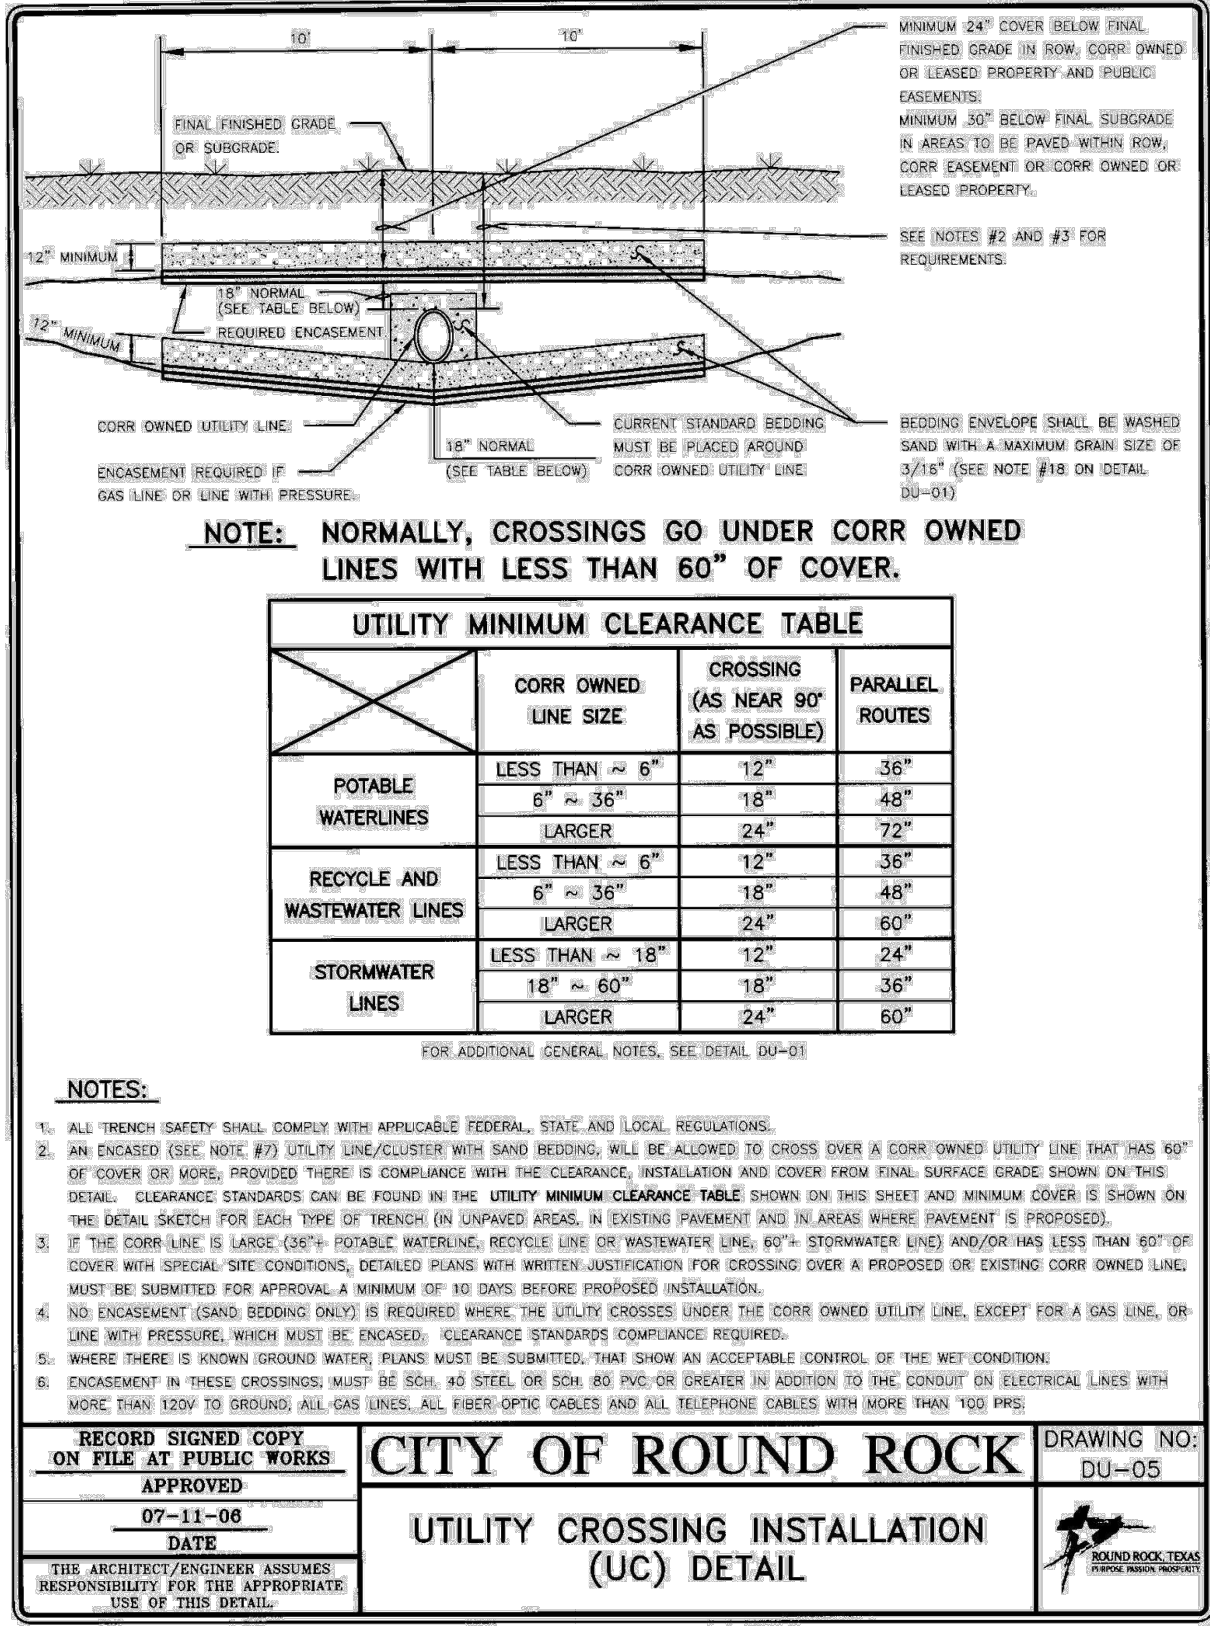 10'
10'
MINIMUM 24" COVER BELOW FINAL
FINISHED GRADE IN ROW, CORR OWNED
OR LEASED PROPERTY AND PUBLIC
EASEMENTS.
MINIMUM 30" BELOW FINAL SUBGRADE
IN AREAS TO BE PAVED WITHIN ROW,
CORR EASEMENT OR CORR OWNED OR
LEASED PROPERTY.
FINAL FINISHED GRADE
OR SUBGRADE.
SEE NOTES #2 AND #3 FOR
REQUIREMENTS.
12" MINIMUM
18" NORMAL
(SEE TABLE BELOW)
REQUIRED ENCASEMENT
12" MINIMUM
CORR OWNED UTILITY LINE
ENCASEMENT REQUIRED IF
GAS LINE OR LINE WITH PRESSURE.
18" NORMAL
(SEE TABLE BELOW)
CURRENT STANDARD BEDDING
MUST BE PLACED AROUND
CORR OWNED UTILITY LINE
BEDDING ENVELOPE SHALL BE WASHED
SAND WITH A MAXIMUM GRAIN SIZE OF
3/16" (SEE NOTE #18 ON DETAIL
DU-01)
NOTE: NORMALLY, CROSSINGS GO UNDER CORR OWNED
LINES WITH LESS THAN 60" OF COVER.
UTILITY MINIMUM CLEARANCE TABLE
CORR OWNED
LINE SIZE
CROSSING
(AS NEAR 90°
AS POSSIBLE)
PARALLEL
ROUTES
POTABLE
WATERLINES
LESS THAN ~ 6" 12" 36"
6" ~ 36" 18" 48"
LARGER 24" 72"
RECYCLE AND
WASTEWATER LINES
LESS THAN ~ 6" 12" 36"
6" ~ 36" 18" 48"
LARGER 24" 60"
STORMWATER
LINES
LESS THAN ~ 18" 12" 24"
18" ~ 60" 18" 36"
LARGER 24" 60"
FOR ADDITIONAL GENERAL NOTES, SEE DETAIL DU-01
NOTES:
1. ALL TRENCH SAFETY SHALL COMPLY WITH APPLICABLE FEDERAL, STATE AND LOCAL REGULATIONS.
2. AN ENCASED (SEE NOTE #7) UTILITY LINE/CLUSTER WITH SAND BEDDING, WILL BE ALLOWED TO CROSS OVER A CORR OWNED UTILITY LINE THAT HAS 60"
OF COVER OR MORE, PROVIDED THERE IS COMPLIANCE WITH THE CLEARANCE, INSTALLATION AND COVER FROM FINAL SURFACE GRADE SHOWN ON THIS
DETAIL. CLEARANCE STANDARDS CAN BE FOUND IN THE UTILITY MINIMUM CLEARANCE TABLE SHOWN ON THIS SHEET AND MINIMUM COVER IS SHOWN ON
THE DETAIL SKETCH FOR EACH TYPE OF TRENCH (IN UNPAVED AREAS, IN EXISTING PAVEMENT AND IN AREAS WHERE PAVEMENT IS PROPOSED).
3. IF THE CORR LINE IS LARGE (36"+ POTABLE WATERLINE, RECYCLE LINE OR WASTEWATER LINE, 60"+ STORMWATER LINE) AND/OR HAS LESS THAN 60" OF
COVER WITH SPECIAL SITE CONDITIONS, DETAILED PLANS WITH WRITTEN JUSTIFICATION FOR CROSSING OVER A PROPOSED OR EXISTING CORR OWNED LINE,
MUST BE SUBMITTED FOR APPROVAL A MINIMUM OF 10 DAYS BEFORE PROPOSED INSTALLATION.
4. NO ENCASEMENT (SAND BEDDING ONLY) IS REQUIRED WHERE THE UTILITY CROSSES UNDER THE CORR OWNED UTILITY LINE, EXCEPT FOR A GAS LINE, OR
LINE WITH PRESSURE, WHICH MUST BE ENCASED. CLEARANCE STANDARDS COMPLIANCE REQUIRED.
5. WHERE THERE IS KNOWN GROUND WATER, PLANS MUST BE SUBMITTED, THAT SHOW AN ACCEPTABLE CONTROL OF THE WET CONDITION.
6. ENCASEMENT IN THESE CROSSINGS, MUST BE SCH. 40 STEEL OR SCH. 80 PVC OR GREATER IN ADDITION TO THE CONDUIT ON ELECTRICAL LINES WITH
MORE THAN 120V TO GROUND, ALL GAS LINES, ALL FIBER OPTIC CABLES AND ALL TELEPHONE CABLES WITH MORE THAN 100 PRS.
RECORD SIGNED COPY
ON FILE AT PUBLIC WORKS
APPROVED
07-11-06
DATE
THE ARCHITECT/ENGINEER ASSUMES
RESPONSIBILITY FOR THE APPROPRIATE
USE OF THIS DETAIL.
CITY OF ROUND ROCK
UTILITY CROSSING INSTALLATION
(UC) DETAIL
DRAWING NO:
DU-05
ROUND ROCK, TEXAS
PURPOSE. PASSION. PROSPERITY.